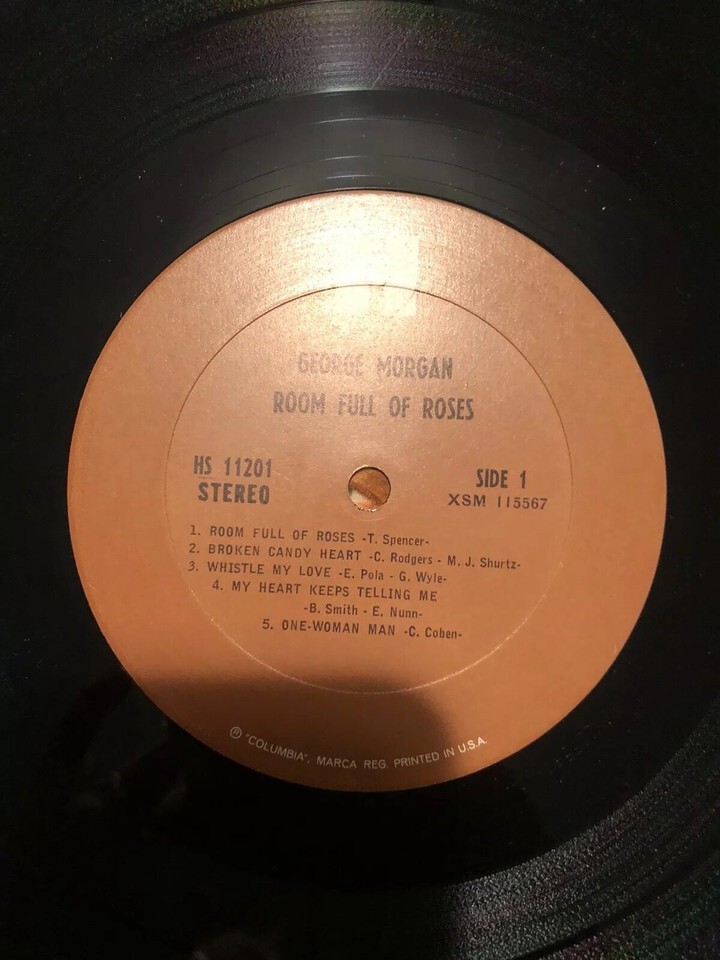 GEORGE MORGAN
ROOM FULL OF ROSES
HS 11201
STEREO
SIDE 1
XSM 115567
1. ROOM FULL OF ROSES -T. Spencer-
2. BROKEN CANDY HEART -C. Rodgers - M. J. Shurtz-
3. WHISTLE MY LOVE -E. Pola - G. Wyle-
4. MY HEART KEEPS TELLING ME
-B. Smith - E. Nunn-
5. ONE-WOMAN MAN -C. Coben-
® "COLUMBIA", MARCA REG. PRINTED IN U.S.A.